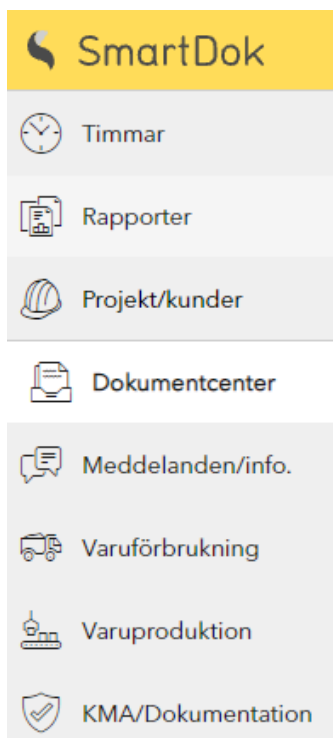 SmartDok
Timmar
Rapporter
Projekt/kunder
Dokumentcenter
Meddelanden/info.
Varuförbrukning
Varuproduktion
KMA/Dokumentation